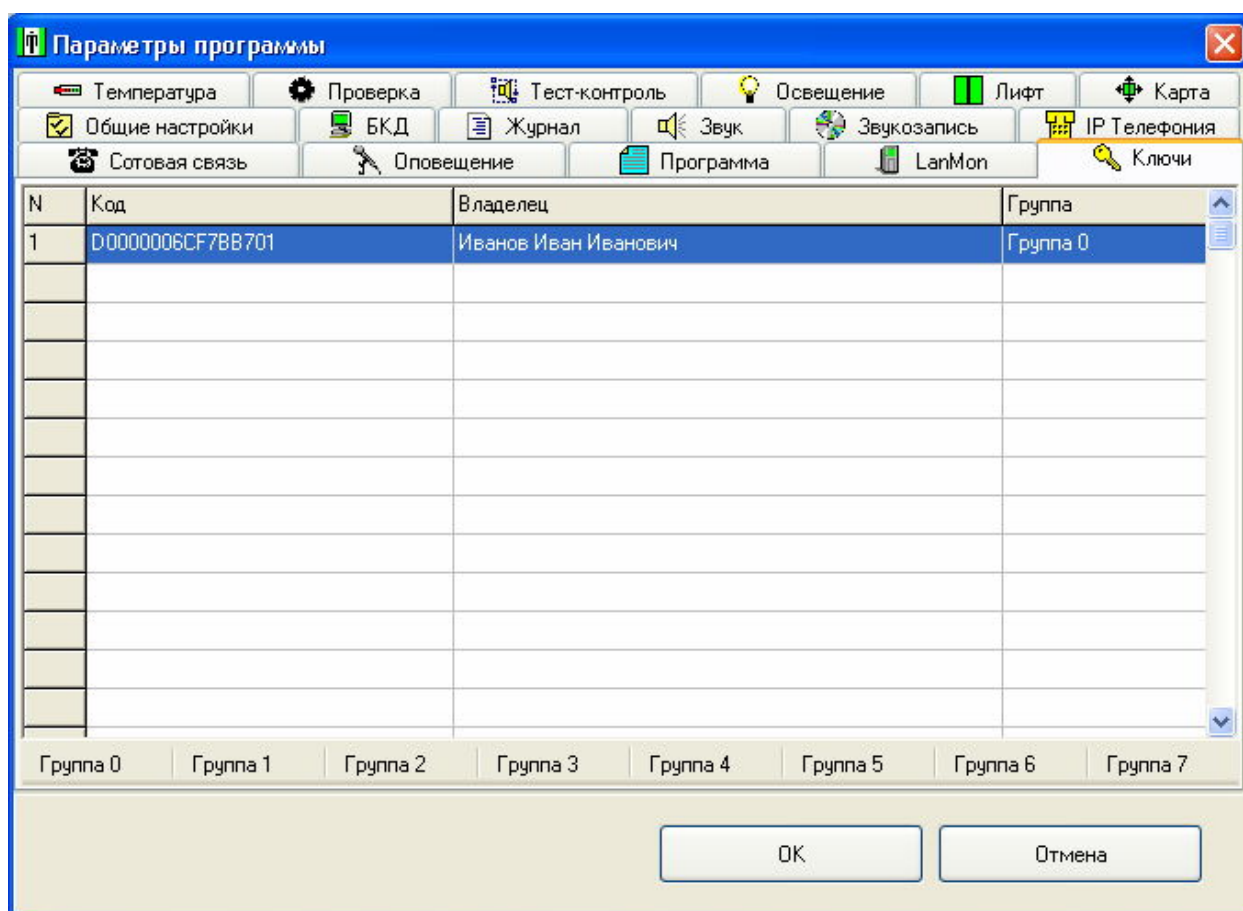 Параметры программы
Температура Проверка Тест-контроль Освещение Лифт Карта
Общие настройки БКД Журнал Звук Звукозапись IP Телефония
Сотовая связь Оповещение Программа LanMon Ключи
N Код Владелец Группа
1 D0000006CF7BB701 Иванов Иван Иванович Группа 0
Группа 0 Группа 1 Группа 2 Группа 3 Группа 4 Группа 5 Группа 6 Группа 7
OK Отмена